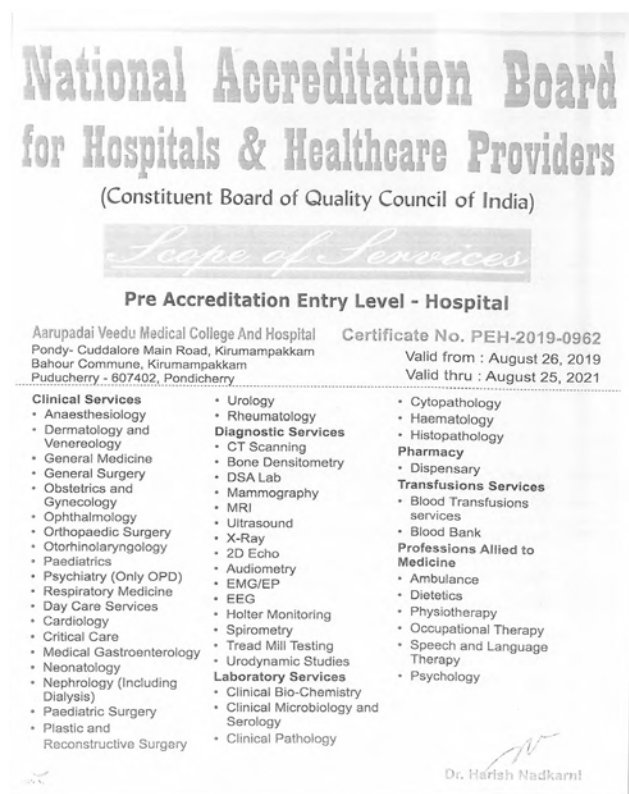 National Accreditation Board
for Hospitals & Healthcare Providers
(Constituent Board of Quality Council of India)
Scope of Services
Pre Accreditation Entry Level - Hospital
Aarupadai Veedu Medical College And Hospital
Pondy- Cuddalore Main Road, Kirumampakkam
Bahour Commune, Kirumampakkam
Puducherry - 607402, Pondicherry
Certificate No. PEH-2019-0962
Valid from : August 26, 2019
Valid thru : August 25, 2021
Clinical Services
• Anaesthesiology
• Dermatology and
Venereology
• General Medicine
• General Surgery
• Obstetrics and
Gynecology
• Ophthalmology
• Orthopaedic Surgery
• Otorhinolaryngology
• Paediatrics
• Psychiatry (Only OPD)
• Respiratory Medicine
• Day Care Services
• Cardiology
• Critical Care
• Medical Gastroenterology
• Neonatology
• Nephrology (Including
Dialysis)
• Paediatric Surgery
• Plastic and
Reconstructive Surgery
• Urology
• Rheumatology
Diagnostic Services
• CT Scanning
• Bone Densitometry
• DSA Lab
• Mammography
• MRI
• Ultrasound
• X-Ray
• 2D Echo
• Audiometry
• EMG/EP
• EEG
• Holter Monitoring
• Spirometry
• Tread Mill Testing
• Urodynamic Studies
Laboratory Services
• Clinical Bio-Chemistry
• Clinical Microbiology and
Serology
• Clinical Pathology
• Cytopathology
• Haematology
• Histopathology
Pharmacy
• Dispensary
Transfusions Services
• Blood Transfusions
services
• Blood Bank
Professions Allied to
Medicine
• Ambulance
• Dietetics
• Physiotherapy
• Occupational Therapy
• Speech and Language
Therapy
• Psychology
Dr. Harish Nadkarni